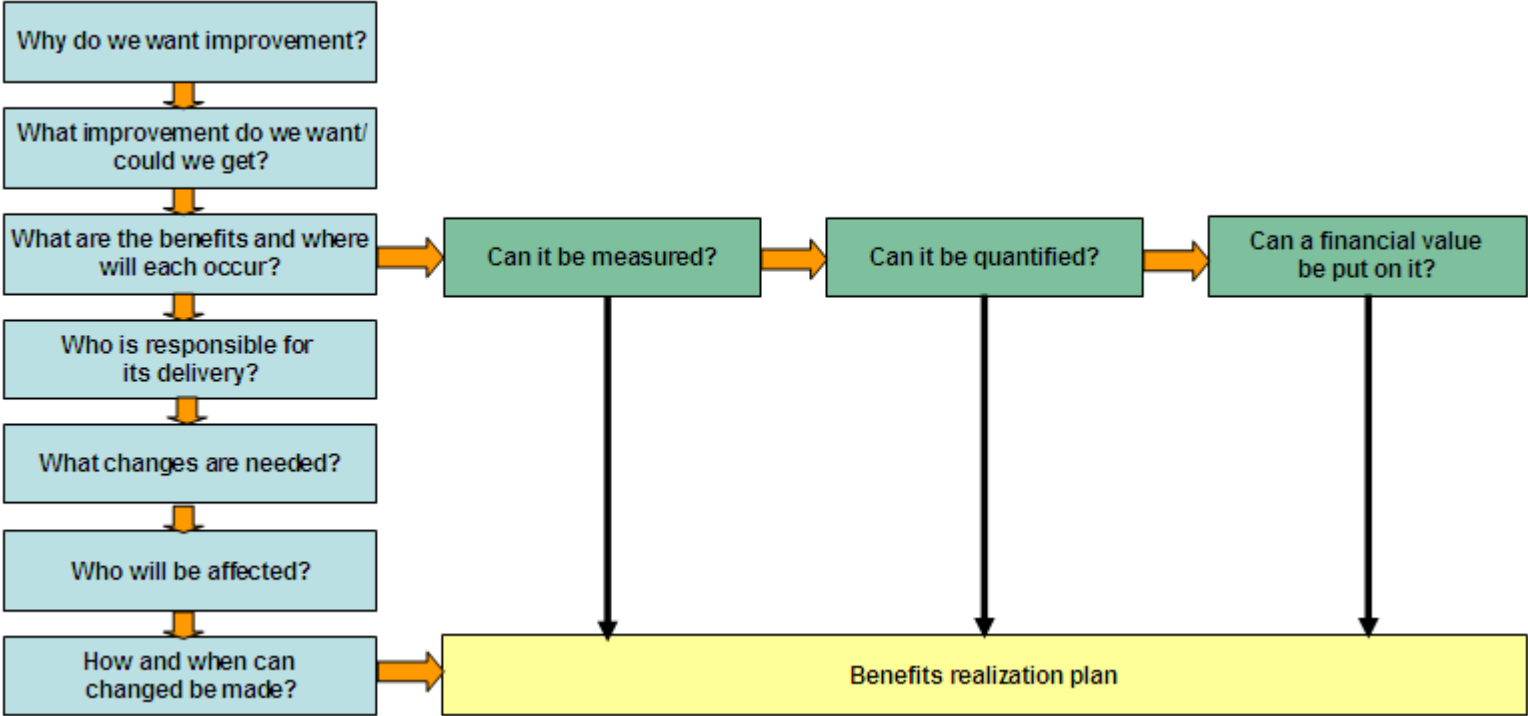 Why do we want improvement?
What improvement do we want/
could we get?
What are the benefits and where
will each occur?
Can it be measured?
Can it be quantified?
Can a financial value
be put on it?
Who is responsible for
its delivery?
What changes are needed?
Who will be affected?
How and when can
changed be made?
Benefits realization plan